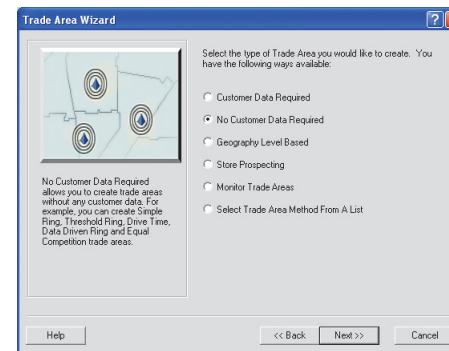 Trade Area Wizard
?
Select the type of Trade Area you would like to create. You
have the following ways available:
Customer Data Required
No Customer Data Required
Geography Level Based
Store Prospecting
Monitor Trade Areas
Select Trade Area Method From A List
No Customer Data Required
allows you to create trade areas
without any customer data. For
example, you can create Simple
Ring, Threshold Ring, Drive Time,
Data Driven Ring and Equal
Competition trade areas.
Help
<< Back
Next >>
Cancel